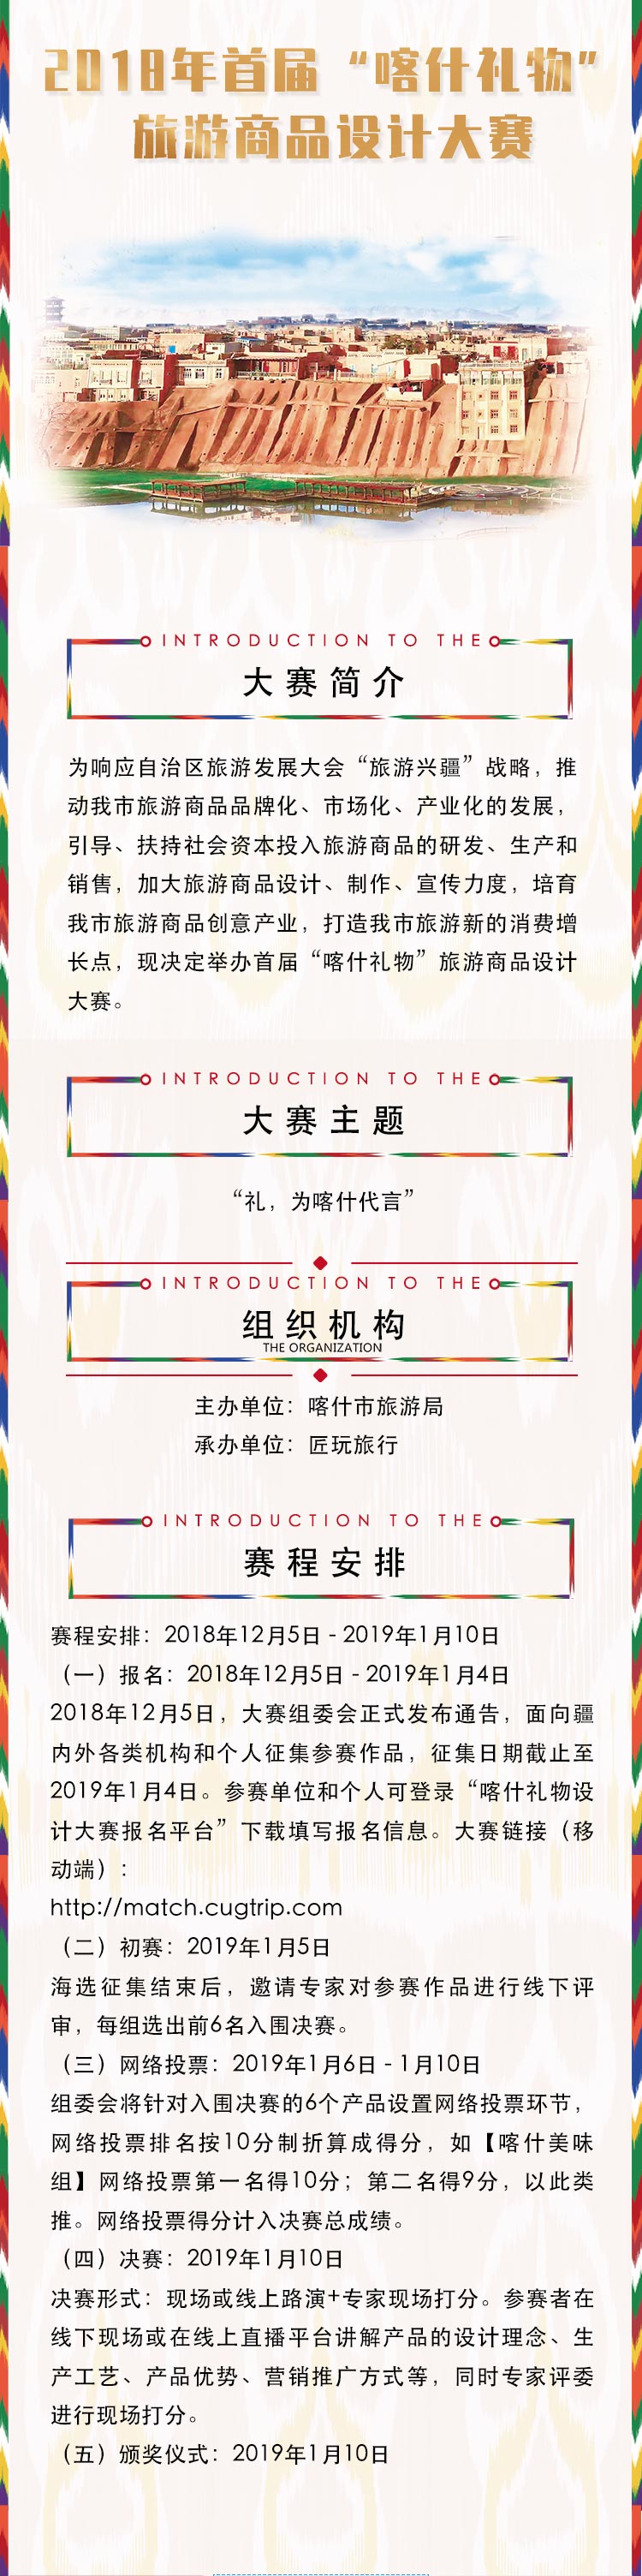 2018年首届“喀什礼物”
旅游商品设计大赛
INTRODUCTION TO THE
大赛简介
为响应自治区旅游发展大会“旅游兴疆”战略，推
动我市旅游商品品牌化、市场化、产业化的发展，
引导、扶持社会资本投入旅游商品的研发、生产和
销售，加大旅游商品设计、制作、宣传力度，培育
我市旅游商品创意产业，打造我市旅游新的消费增
长点，现决定举办首届“喀什礼物”旅游商品设计
大赛。
INTRODUCTION TO THE
大赛主题
“礼，为喀什代言”
INTRODUCTION TO THE
组织机构
THE ORGANIZATION
主办单位：喀什市旅游局
承办单位：匠玩旅行
INTRODUCTION TO THE
赛程安排
赛程安排：2018年12月5日 - 2019年1月10日
（一）报名：2018年12月5日 - 2019年1月4日
2018年12月5日，大赛组委会正式发布通告，面向疆
内外各类机构和个人征集参赛作品，征集日期截止至
2019年1月4日。参赛单位和个人可登录“喀什礼物设
计大赛报名平台”下载填写报名信息。大赛链接（移
动端）:
http://match.cugtrip.com
（二）初赛：2019年1月5日
海选征集结束后，邀请专家对参赛作品进行线下评
审，每组选出前6名入围决赛。
（三）网络投票：2019年1月6日 - 1月10日
组委会将针对入围决赛的6个产品设置网络投票环节，
网络投票排名按10分制折算成得分，如【喀什美味
组】网络投票第一名得10分；第二名得9分，以此类
推。网络投票得分计入决赛总成绩。
（四）决赛：2019年1月10日
决赛形式：现场或线上路演+专家现场打分。参赛者在
线下现场或在线上直播平台讲解产品的设计理念、生
产工艺、产品优势、营销推广方式等，同时专家评委
进行现场打分。
（五）颁奖仪式：2019年1月10日